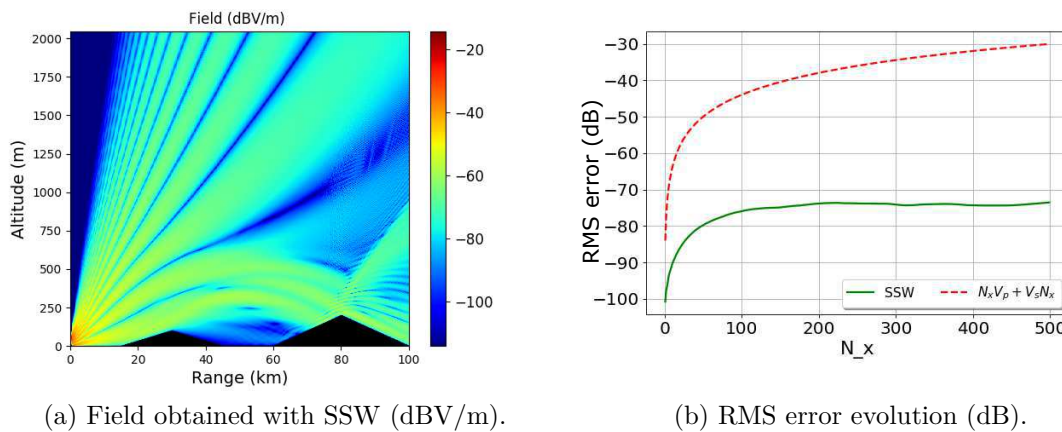 Field (dBV/m)
2000
1750
1500
1250
1000
750
500
250
0
Altitude (m)
0 20 40 60 80 100
Range (km)
−20
−40
−60
−80
−100
−30
−40
−50
−60
−70
−80
−90
−100
RMS error (dB)
SSW N_xV_p + V_sN_x
0 100 200 300 400 500
N_x
(a) Field obtained with SSW (dBV/m).
(b) RMS error evolution (dB).